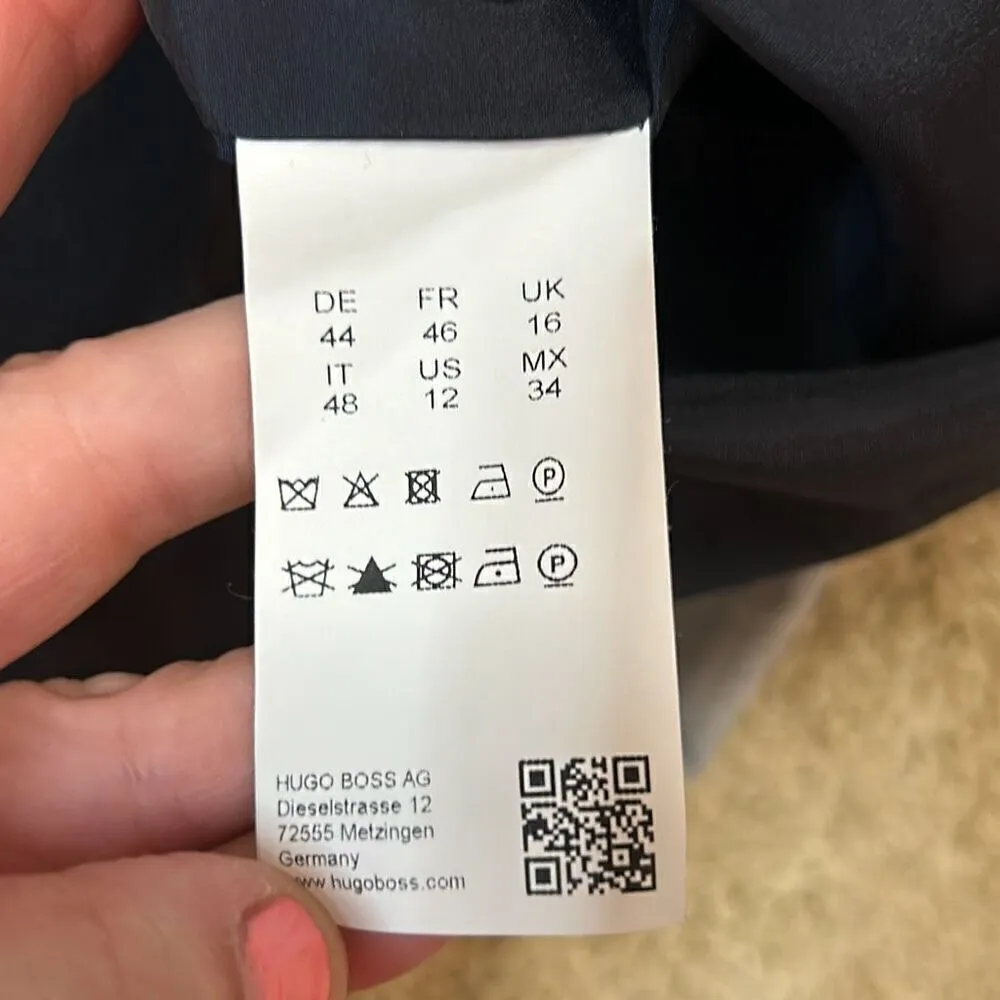 DE FR UK
44 46 16
IT US MX
48 12 34
P
P
HUGO BOSS AG
Dieselstrasse 12
72555 Metzingen
Germany
www.hugoboss.com